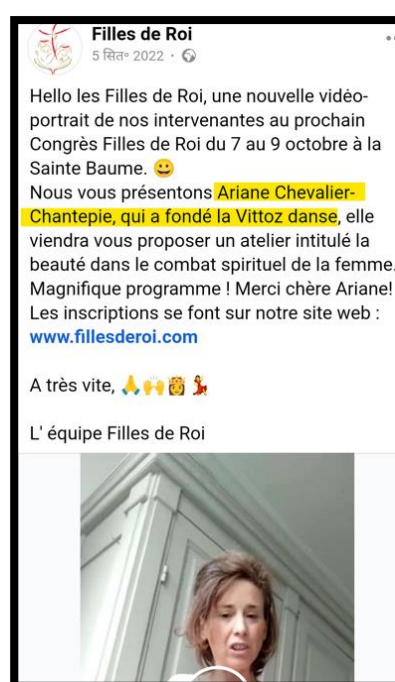 Filles de Roi
5 सित॰ 2022 ·
Hello les Filles de Roi, une nouvelle vidéo-
portrait de nos intervenantes au prochain
Congrès Filles de Roi du 7 au 9 octobre à la
Sainte Baume. 😀
Nous vous présentons Ariane Chevalier-
Chantepie, qui a fondé la Vittoz danse, elle
viendra vous proposer un atelier intitulé la
beauté dans le combat spirituel de la femme.
Magnifique programme ! Merci chère Ariane!
Les inscriptions se font sur notre site web :
www.fillesderoi.com
A très vite, 🙏🙌👸💃
L' équipe Filles de Roi